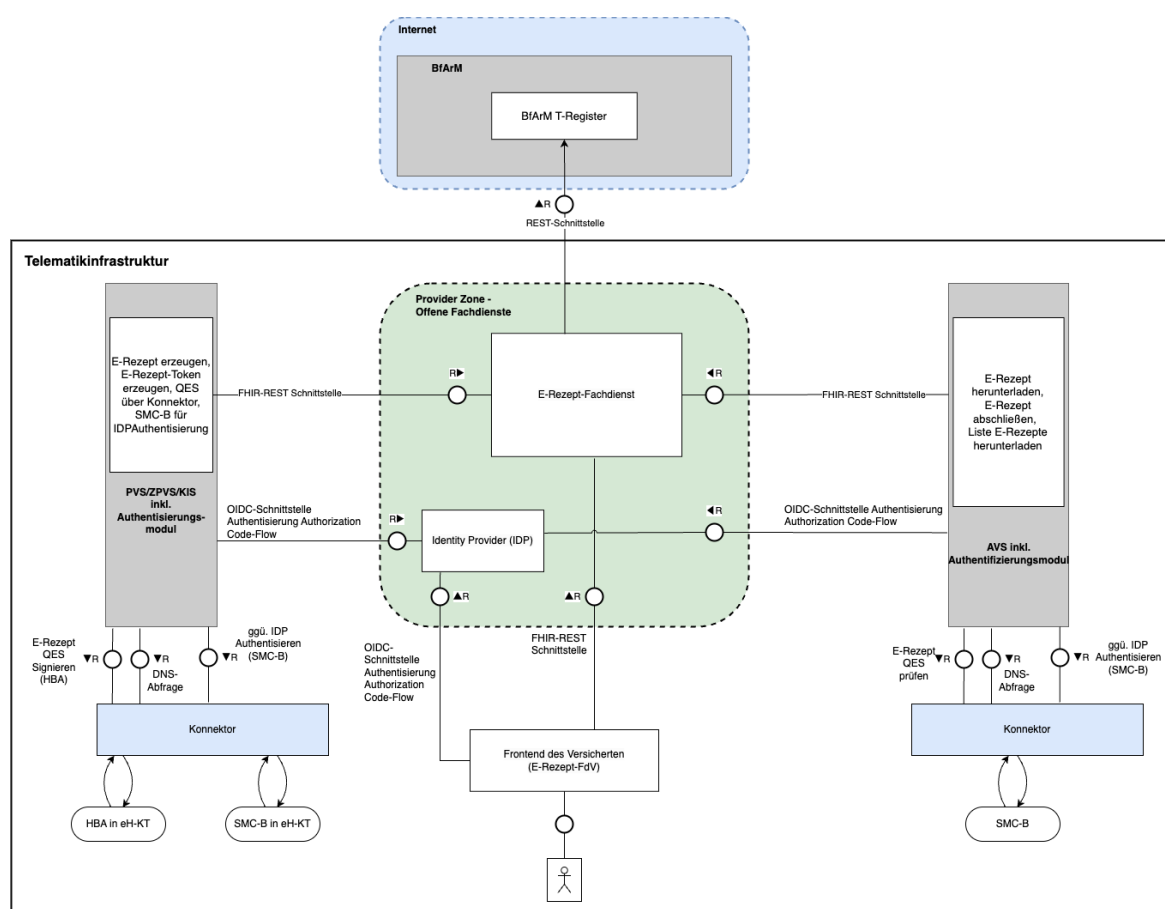 Internet
BfArM
BfArM T-Register
▲R
REST-Schnittstelle
Telematikinfrastruktur
Provider Zone -
Offene Fachdienste
E-Rezept erzeugen,
E-Rezept-Token
erzeugen, QES
über Konnektor,
SMC-B für
IDPAuthentisierung
PVS/ZPVS/KIS
inkl.
Authentisierungs-
modul
FHIR-REST Schnittstelle
R▶
E-Rezept-Fachdienst
◀R
FHIR-REST Schnittstelle
E-Rezept
herunterladen,
E-Rezept
abschließen,
Liste E-Rezepte
herunterladen
AVS inkl.
Authentifizierungsmodul
OIDC-Schnittstelle
Authentisierung Authorization
Code-Flow
R▶
Identity Provider (IDP)
◀R
OIDC-Schnittstelle Authentisierung
Authorization Code-Flow
▲R
▲R
OIDC-
Schnittstelle
Authentisierung
Authorization
Code-Flow
FHIR-REST
Schnittstelle
E-Rezept
QES
Signieren
(HBA)
▼R
▼R
DNS-
Abfrage
ggü. IDP
Authentisieren
(SMC-B)
▼R
Konnektor
HBA in eH-KT
SMC-B in eH-KT
Frontend des Versicherten
(E-Rezept-FdV)
E-Rezept
QES
prüfen
▼R
▼R
DNS-
Abfrage
▼R
ggü. IDP
Authentisieren
(SMC-B)
Konnektor
SMC-B